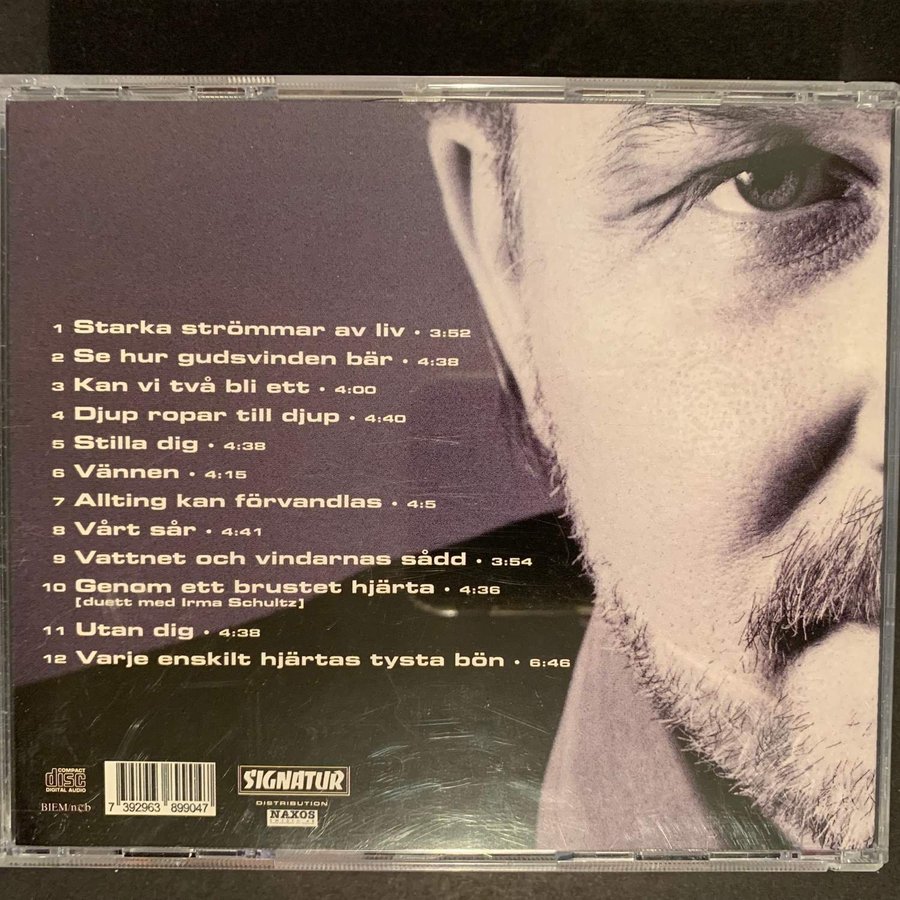 1 Starka strömmar av liv • 3:52
2 Se hur gudsvinden bär • 4:38
3 Kan vi två bli ett • 4:00
4 Djup ropar till djup • 4:40
5 Stilla dig • 4:38
6 Vännen • 4:15
7 Allting kan förvandlas • 4:5
8 Vårt sår • 4:41
9 Vattnet och vindarnas sådd • 3:54
10 Genom ett brustet hjärta • 4:36
[duett med Irma Schultz]
11 Utan dig • 4:38
12 Varje enskilt hjärtas tysta bön • 6:46
COMPACT
disc
DIGITAL AUDIO
BIEM/ncb
7 392963 899047
SIGNATUR
DISTRIBUTION
NAXOS